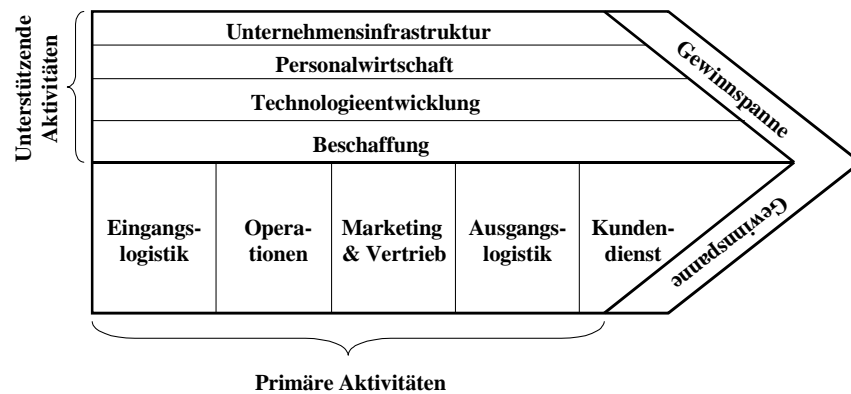 Unterstützende
Aktivitäten
Unternehmensinfrastruktur
Personalwirtschaft
Technologieentwicklung
Beschaffung
Gewinnspanne
Eingangs-
logistik
Opera-
tionen
Marketing
& Vertrieb
Ausgangs-
logistik
Kunden-
dienst
Gewinnspanne
Primäre Aktivitäten